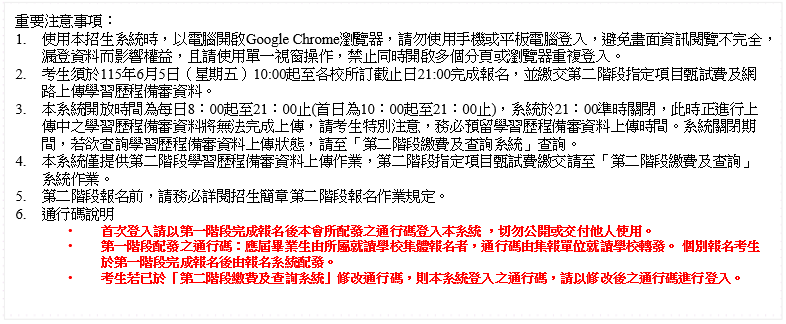 重要注意事項：
1. 使用本招生系統時，以電腦開啟Google Chrome瀏覽器，請勿使用手機或平板電腦登入，避免畫面資訊閱覽不完全，
漏登資料而影響權益，且請使用單一視窗操作，禁止同時開啟多個分頁或瀏覽器重複登入。
2. 考生須於115年6月5日（星期五）10:00起至各校所訂截止日21:00完成報名，並繳交第二階段指定項目甄試費及網
路上傳學習歷程備審資料。
3. 本系統開放時間為每日8：00起至21：00止(首日為10：00起至21：00止)，系統於21：00準時關閉，此時正進行上
傳中之學習歷程備審資料將無法完成上傳，請考生特別注意，務必預留學習歷程備審資料上傳時間。系統關閉期
間，若欲查詢學習歷程備審資料上傳狀態，請至「第二階段繳費及查詢系統」查詢。
4. 本系統僅提供第二階段學習歷程備審資料上傳作業，第二階段指定項目甄試費繳交請至「第二階段繳費及查詢」
系統作業。
5. 第二階段報名前，請務必詳閱招生簡章第二階段報名作業規定。
6. 通行碼說明
• 首次登入請以第一階段完成報名後本會所配發之通行碼登入本系統 ，切勿公開或交付他人使用。
• 第一階段配發之通行碼：應屆畢業生由所屬就讀學校集體報名者，通行碼由集報單位就讀學校轉發。 個別報名考生
於第一階段完成報名後由報名系統配發。
• 考生若已於「第二階段繳費及查詢系統」修改通行碼，則本系統登入之通行碼，請以修改後之通行碼進行登入。